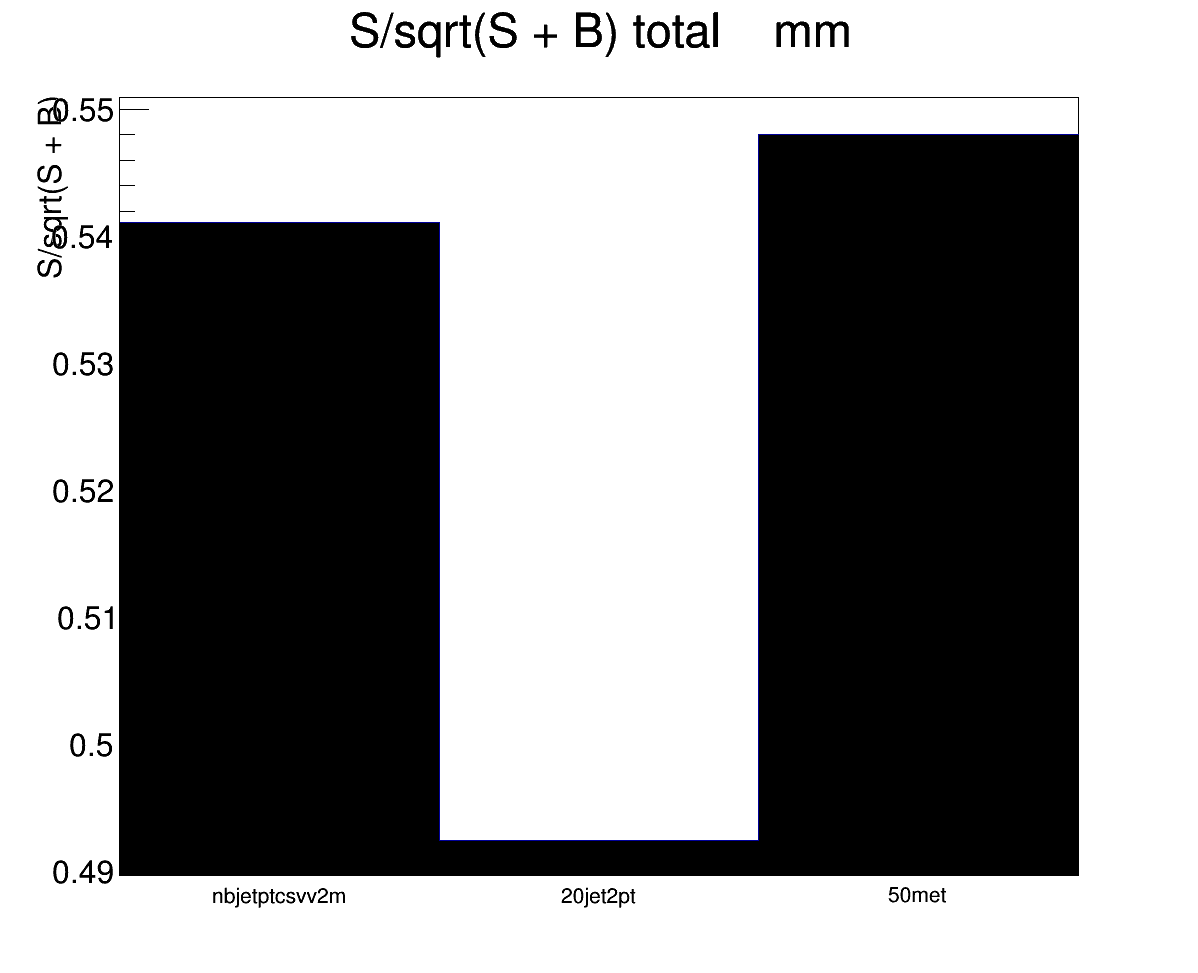 S/sqrt(S + B) total mm
S/sqrt(S + B)
0.55
0.54
0.53
0.52
0.51
0.5
0.49
nbjetptcsvv2m 20jet2pt 50met